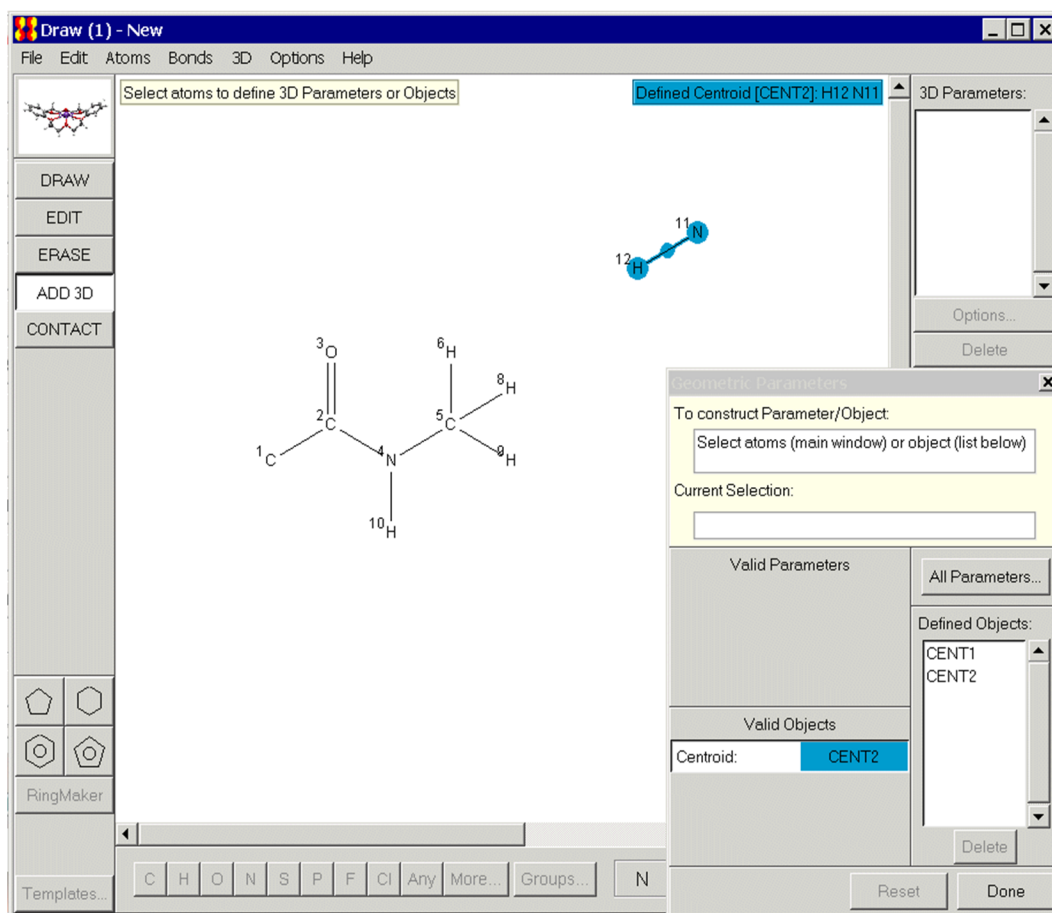 Draw (1) - New
File Edit Atoms Bonds 3D Options Help
Select atoms to define 3D Parameters or Objects
Defined Centroid [CENT2]: H12 N11
3D Parameters:
DRAW
EDIT
ERASE
ADD 3D
CONTACT
11 N
12 H
Options...
Delete
3 O
6 H
8 H
2 C
5 C
1 C
4 N
9 H
10 H
Geometric Parameters
To construct Parameter/Object:
Select atoms (main window) or object (list below)
Current Selection:
Valid Parameters
All Parameters...
Defined Objects:
CENT1
CENT2
Valid Objects
Centroid: CENT2
RingMaker
Delete
Templates...
C H O N S P F Cl Any More... Groups... N
Reset Done